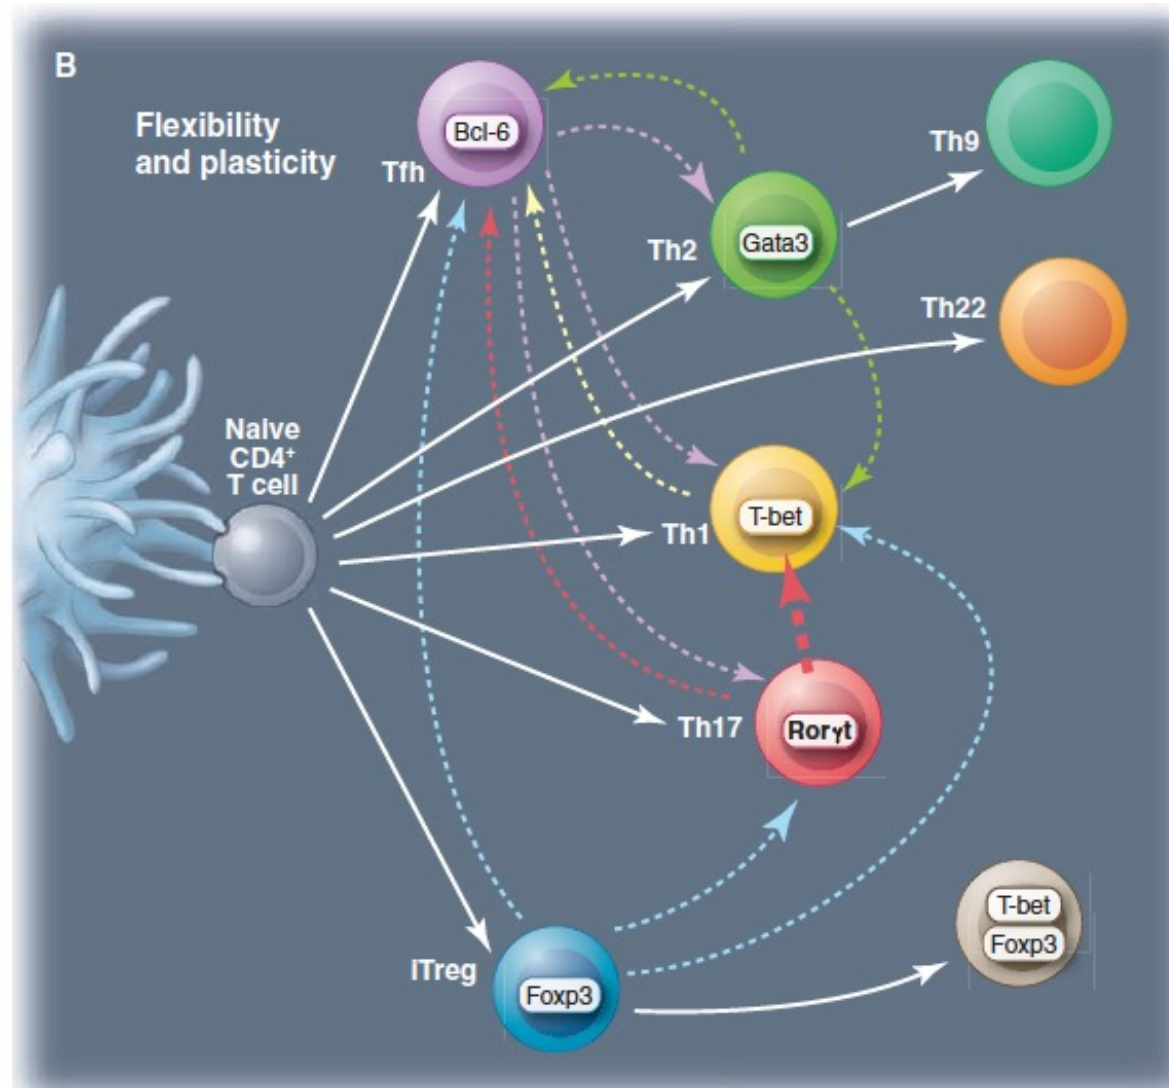 B
Flexibility
and plasticity
Bcl-6
Tfh
Th9
Th2
Gata3
Th22
Naive
CD4⁺
T cell
T-bet
Th1
Th17
Rorγt
iTreg
Foxp3
T-bet
Foxp3